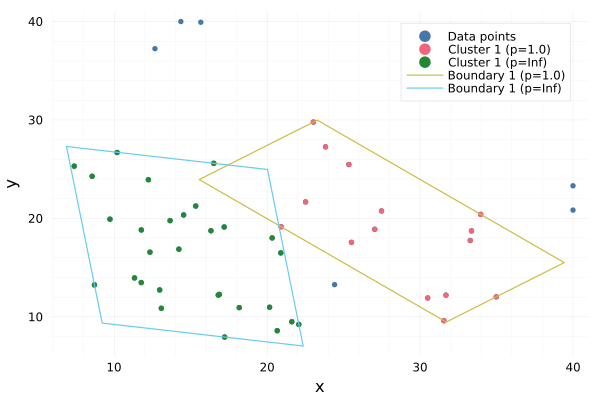 40
30
20
10
y
10
20
30
40
x
Data points
Cluster 1 (p=1.0)
Cluster 1 (p=Inf)
Boundary 1 (p=1.0)
Boundary 1 (p=Inf)